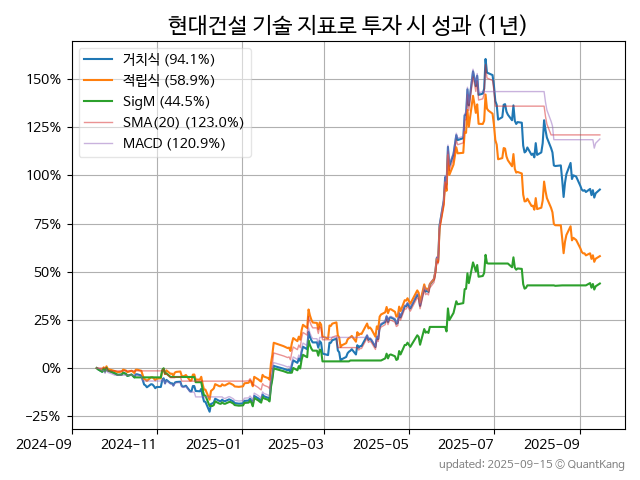 현대건설 기술 지표로 투자 시 성과 (1년)
거치식 (94.1%)
적립식 (58.9%)
SigM (44.5%)
SMA(20) (123.0%)
MACD (120.9%)
150%
125%
100%
75%
50%
25%
0%
−25%
2024-09 2024-11 2025-01 2025-03 2025-05 2025-07 2025-09
updated: 2025-09-15 © QuantKang